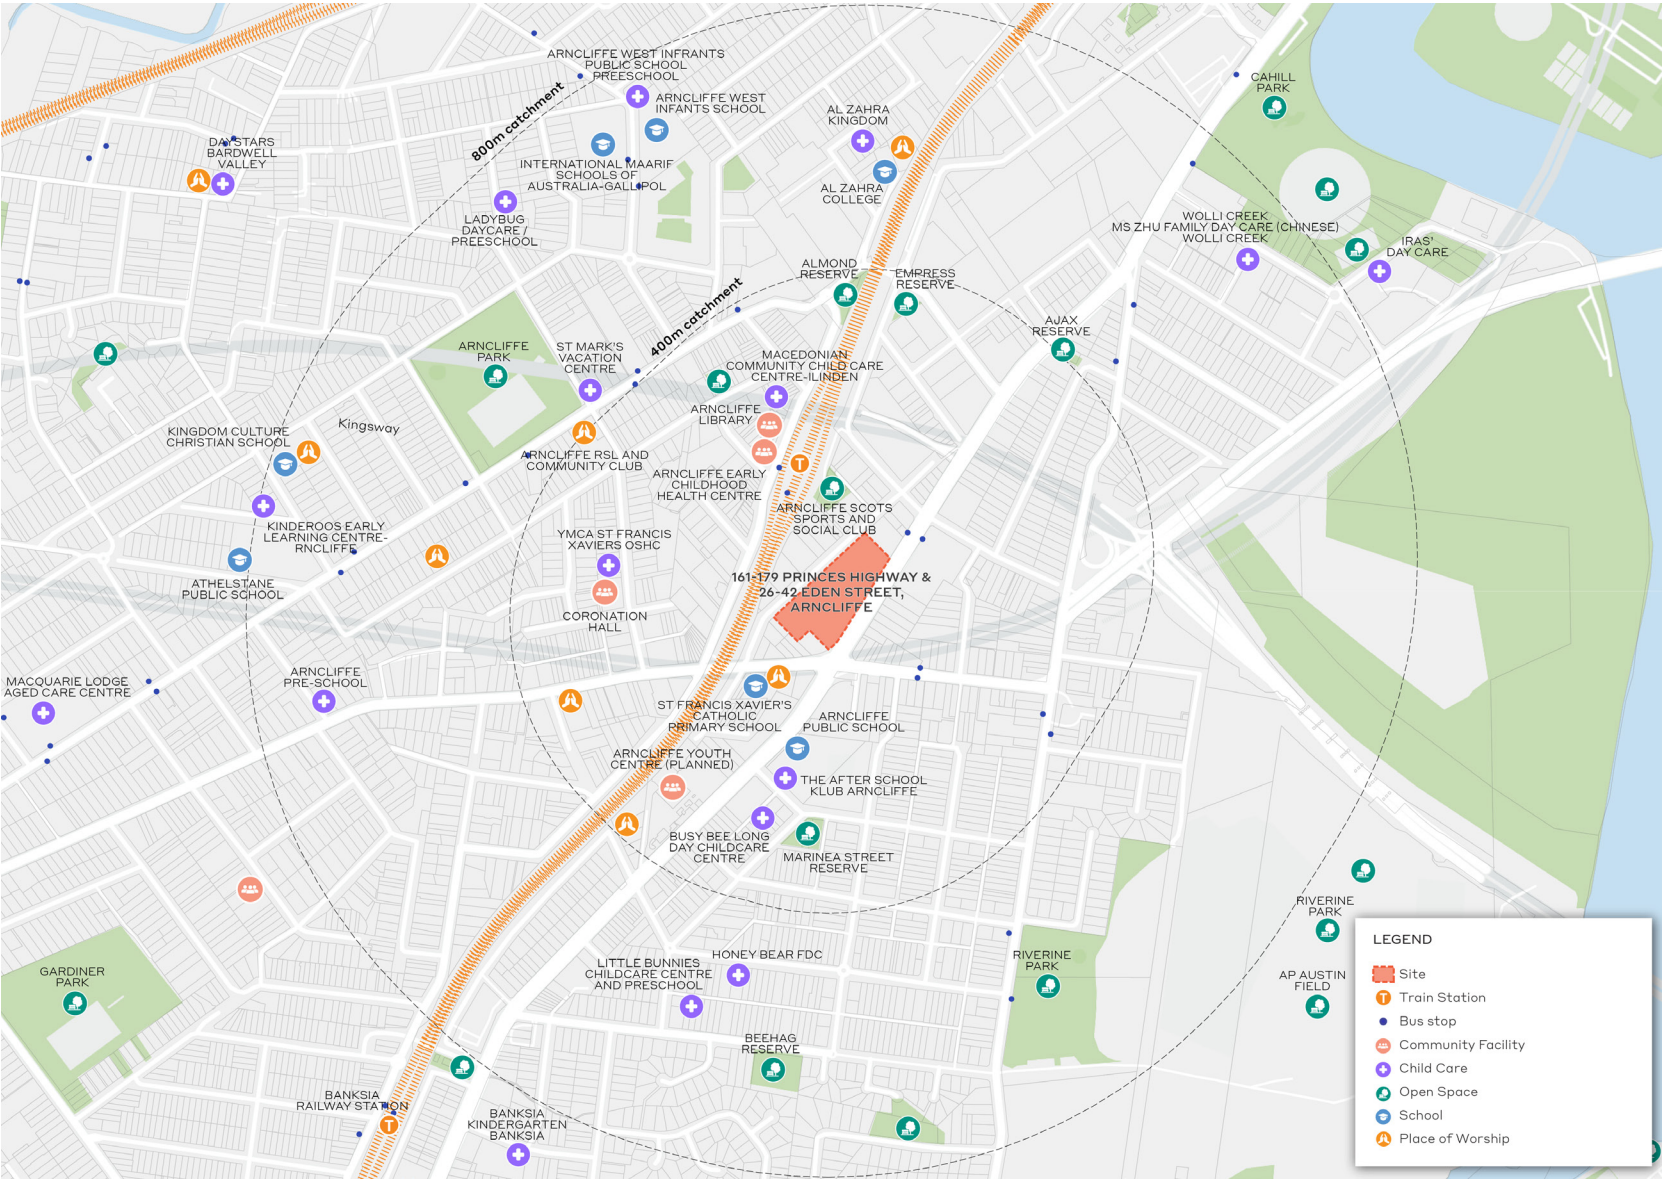 ARNCLIFFE WEST INFRANTS
PUBLIC SCHOOL
PREESCHOOL
ARNCLIFFE WEST
INFANTS SCHOOL
CAHILL
PARK
800m catchment
AL ZAHRA
KINGDOM
DAYSTARS
BARDWELL
VALLEY
INTERNATIONAL MAARIF
SCHOOLS OF
AUSTRALIA-GALLIPOL
AL ZAHRA
COLLEGE
LADYBUG
DAYCARE /
PREESCHOOL
WOLLI CREEK
MS ZHU FAMILY DAY CARE (CHINESE)
WOLLI CREEK
IRAS'
DAY CARE
ALMOND
RESERVE
EMPRESS
RESERVE
400m catchment
AJAX
RESERVE
ARNCLIFFE
PARK
ST MARK'S
VACATION
CENTRE
MACEDONIAN
COMMUNITY CHILD CARE
CENTRE-ILINDEN
ARNCLIFFE
LIBRARY
Kingsway
KINGDOM CULTURE
CHRISTIAN SCHOOL
ARNCLIFFE RSL AND
COMMUNITY CLUB
ARNCLIFFE EARLY
CHILDHOOD
HEALTH CENTRE
T
ARNCLIFFE SCOTS
SPORTS AND
SOCIAL CLUB
KINDEROOS EARLY
LEARNING CENTRE-
RNCLIFFE
YMCA ST FRANCIS
XAVIERS OSHC
ATHELSTANE
PUBLIC SCHOOL
161-179 PRINCES HIGHWAY &
26-42 EDEN STREET,
ARNCLIFFE
CORONATION
HALL
MACQUARIE LODGE
AGED CARE CENTRE
ARNCLIFFE
PRE-SCHOOL
ST FRANCIS XAVIER'S
CATHOLIC
PRIMARY SCHOOL
ARNCLIFFE
PUBLIC SCHOOL
ARNCLIFFE YOUTH
CENTRE (PLANNED)
THE AFTER SCHOOL
KLUB ARNCLIFFE
BUSY BEE LONG
DAY CHILDCARE
CENTRE
MARINEA STREET
RESERVE
RIVERINE
PARK
GARDINER
PARK
LITTLE BUNNIES
CHILDCARE CENTRE
AND PRESCHOOL
HONEY BEAR FDC
RIVERINE
PARK
AP AUSTIN
FIELD
BEEHAG
RESERVE
BANKSIA
RAILWAY STATION
T
BANKSIA
KINDERGARTEN
BANKSIA
LEGEND
Site
T Train Station
Bus stop
Community Facility
Child Care
Open Space
School
Place of Worship